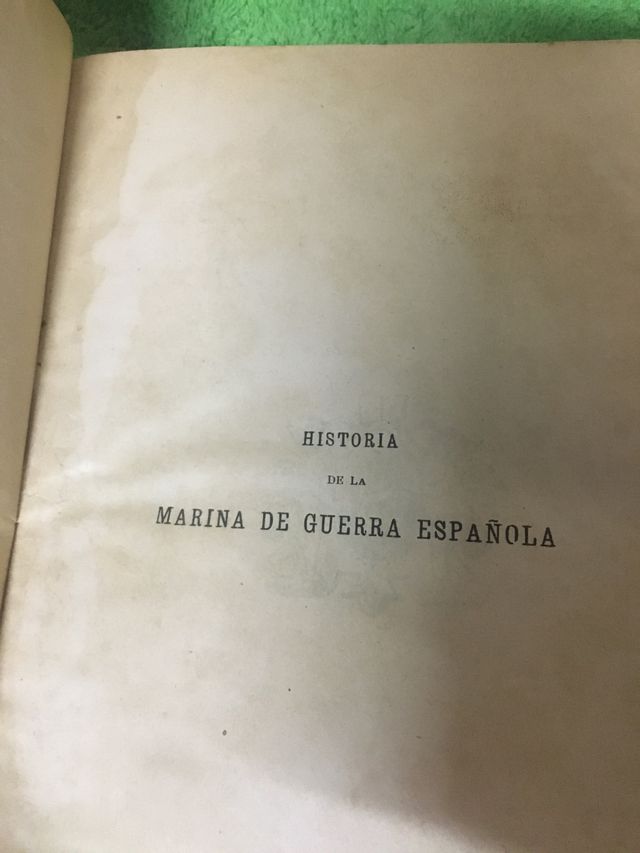 HISTORIA
DE LA
MARINA DE GUERRA ESPAÑOLA